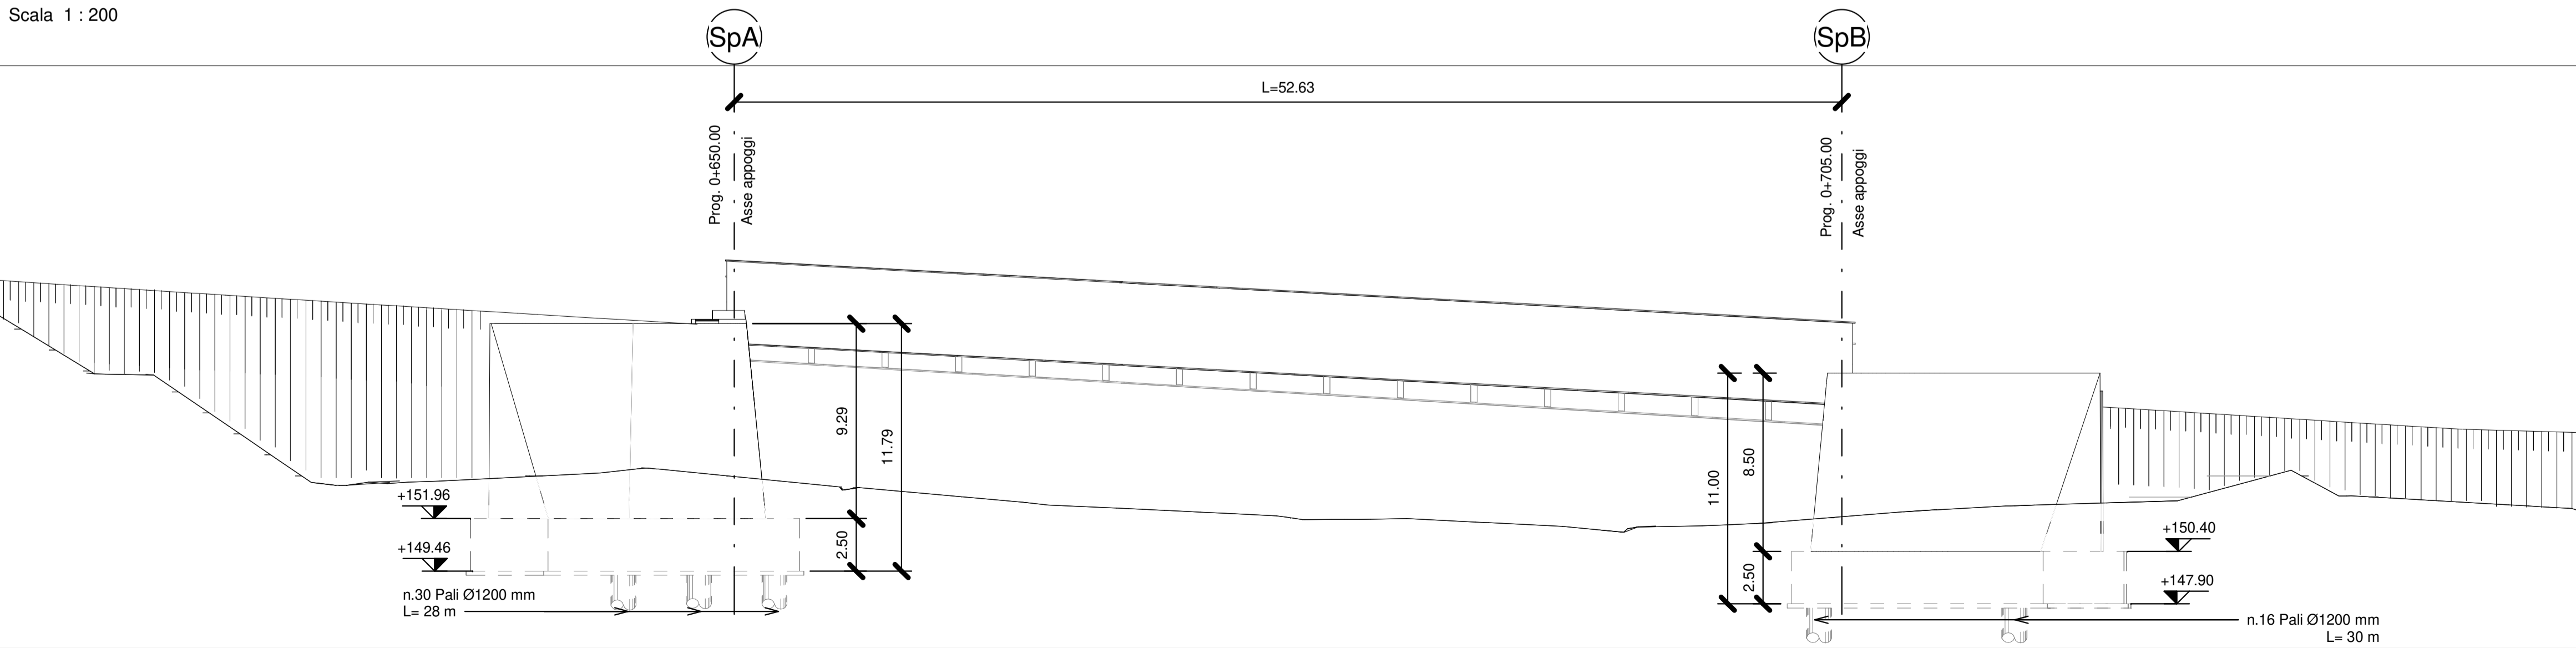 Scala 1 : 200
SpA
SpB
L=52.63
Prog. 0+650.00
Asse appoggi
Prog. 0+705.00
Asse appoggi
9.29
11.79
2.50
11.00
8.50
2.50
+151.96
+149.46
n.30 Pali Ø1200 mm
L= 28 m
+150.40
+147.90
n.16 Pali Ø1200 mm
L= 30 m